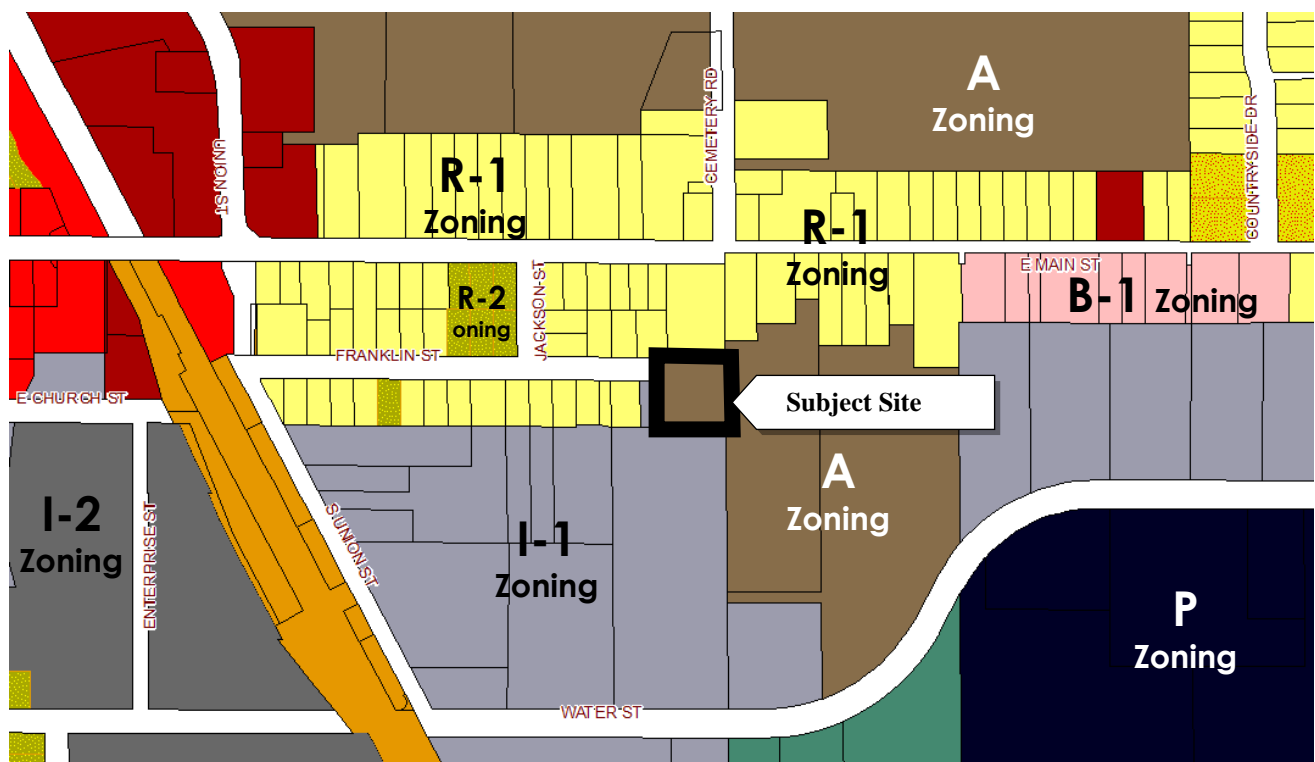 A
Zoning
CEMETERY RD
COUNTRYSIDE DR
UNION ST
R-1
Zoning
R-1
Zoning
E MAIN ST
B-1 Zoning
R-2
oning
JACKSON ST
FRANKLIN ST
E CHURCH ST
Subject Site
A
Zoning
I-2
Zoning
ENTERPRISE ST
S UNION ST
I-1
Zoning
P
Zoning
WATER ST